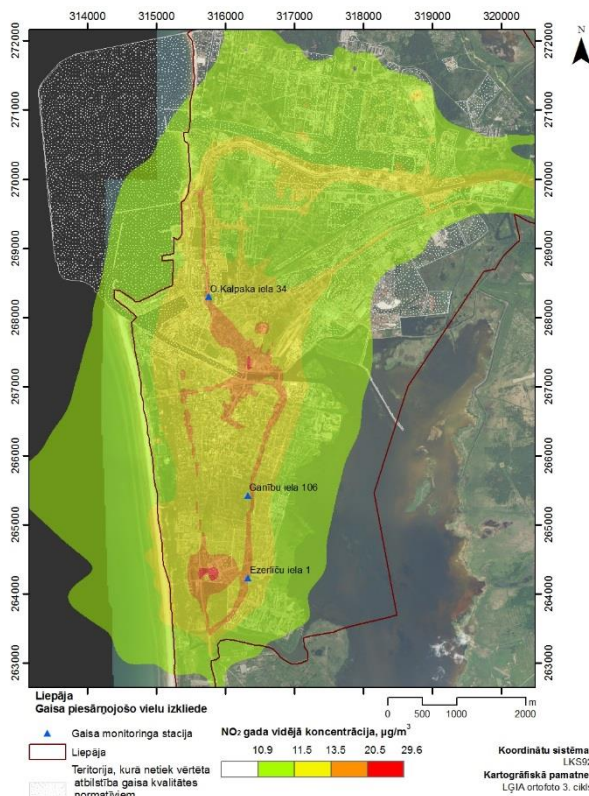 314000 315000 316000 317000 318000 319000 320000
272000
271000
270000
269000
268000
267000
266000
265000
264000
263000
N
O.Kalpaka iela 34
Ganību iela 106
Ezerlīču iela 1
Liepāja
Gaisa piesārņojošo vielu izkliede
0 500 1000 2000 m
Gaisa monitoringa stacija
Liepāja
Teritorija, kurā netiek vērtēta
atbilstība gaisa kvalitātes
normatīviem
NO₂ gada vidējā koncentrācija, µg/m³
10.9 11.5 13.5 20.5 29.6
Koordinātu sistēma
LKS92
Kartogrāfiskā pamatne
LĢIA ortofoto 3. cikls